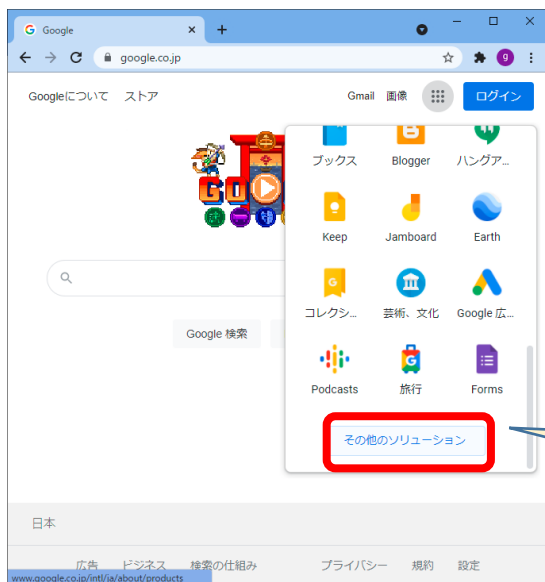 Google
google.co.jp
g
Googleについて ストア Gmail 画像 ログイン
ブックス Blogger ハングア...
Keep Jamboard Earth
G
コレクシ... 芸術、文化 Google 広...
Podcasts 旅行 Forms
その他のソリューション
Google 検索
日本
広告 ビジネス 検索の仕組み プライバシー 規約 設定
www.google.co.jp/intl/ja/about/products